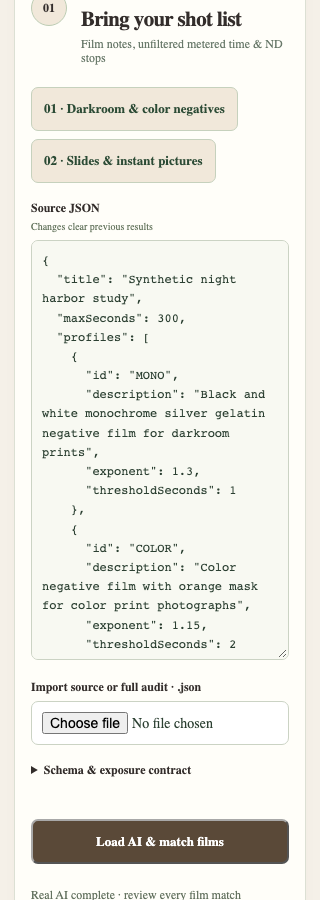 01
Bring your shot list
Film notes, unfiltered metered time & ND
stops
01 · Darkroom & color negatives
02 · Slides & instant pictures
Source JSON
Changes clear previous results
{
"title": "Synthetic night
harbor study",
"maxSeconds": 300,
"profiles": [
{
"id": "MONO",
"description": "Black and
white monochrome silver gelatin
negative film for darkroom
prints",
"exponent": 1.3,
"thresholdSeconds": 1
},
{
"id": "COLOR",
"description": "Color
negative film with orange mask
for color print photographs",
"exponent": 1.15,
"thresholdSeconds": 2
Import source or full audit · .json
Choose file No file chosen
Schema & exposure contract
Load AI & match films
Real AI complete · review every film match